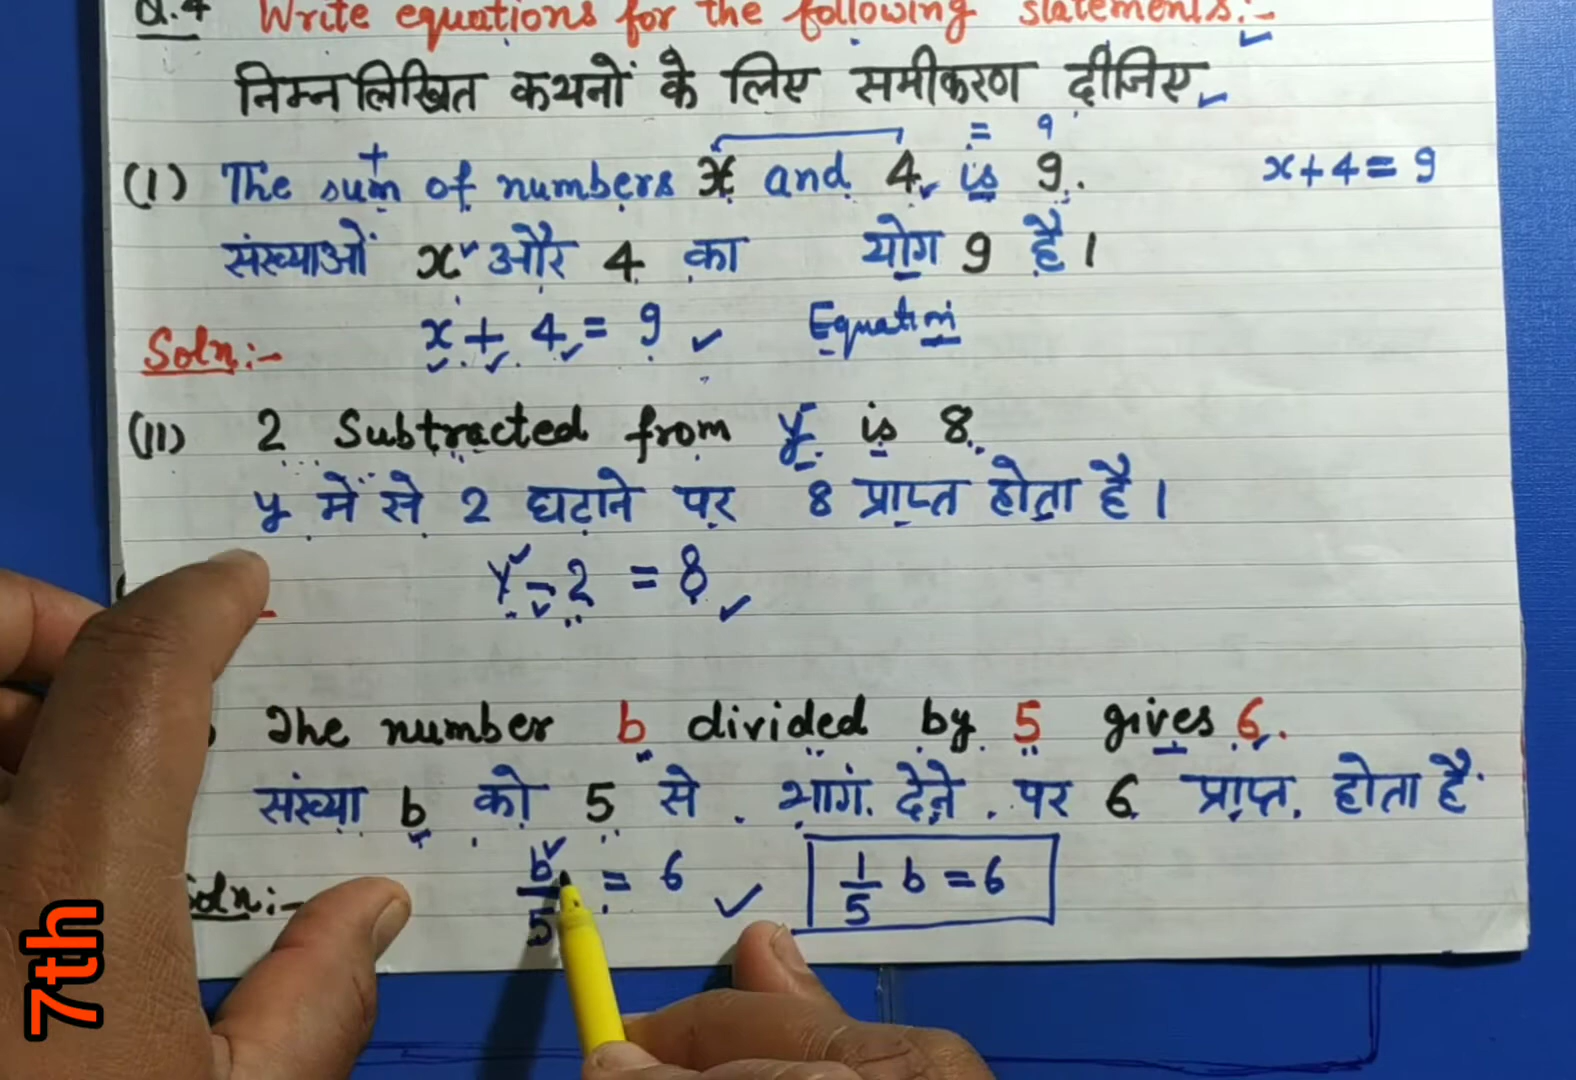 Q.4 Write equations for the following statements:-
निम्नलिखित कथनों के लिए समीकरण दीजिए
= 9
+
(I) The sum of numbers x and 4 is 9. x+4=9
संख्याओं x और 4 का योग 9 है।
Soln:- x + 4 = 9 Equation
(II) 2 Subtracted from y is 8.
y में से 2 घटाने पर 8 प्राप्त होता है।
y - 2 = 8
The number b divided by 5 gives 6.
संख्या b को 5 से भाग देने पर 6 प्राप्त होता है
Soln:- b/5 = 6 1/5 b = 6
7th